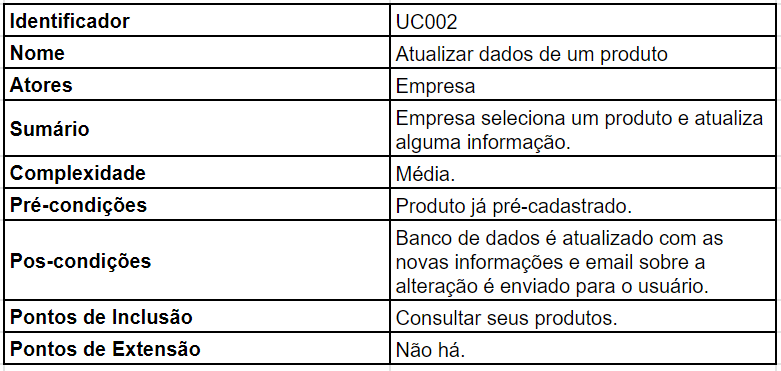 Identificador UC002
Nome Atualizar dados de um produto
Atores Empresa
Sumário Empresa seleciona um produto e atualiza
alguma informação.
Complexidade Média.
Pré-condições Produto já pré-cadastrado.
Pos-condições Banco de dados é atualizado com as
novas informações e email sobre a
alteração é enviado para o usuário.
Pontos de Inclusão Consultar seus produtos.
Pontos de Extensão Não há.